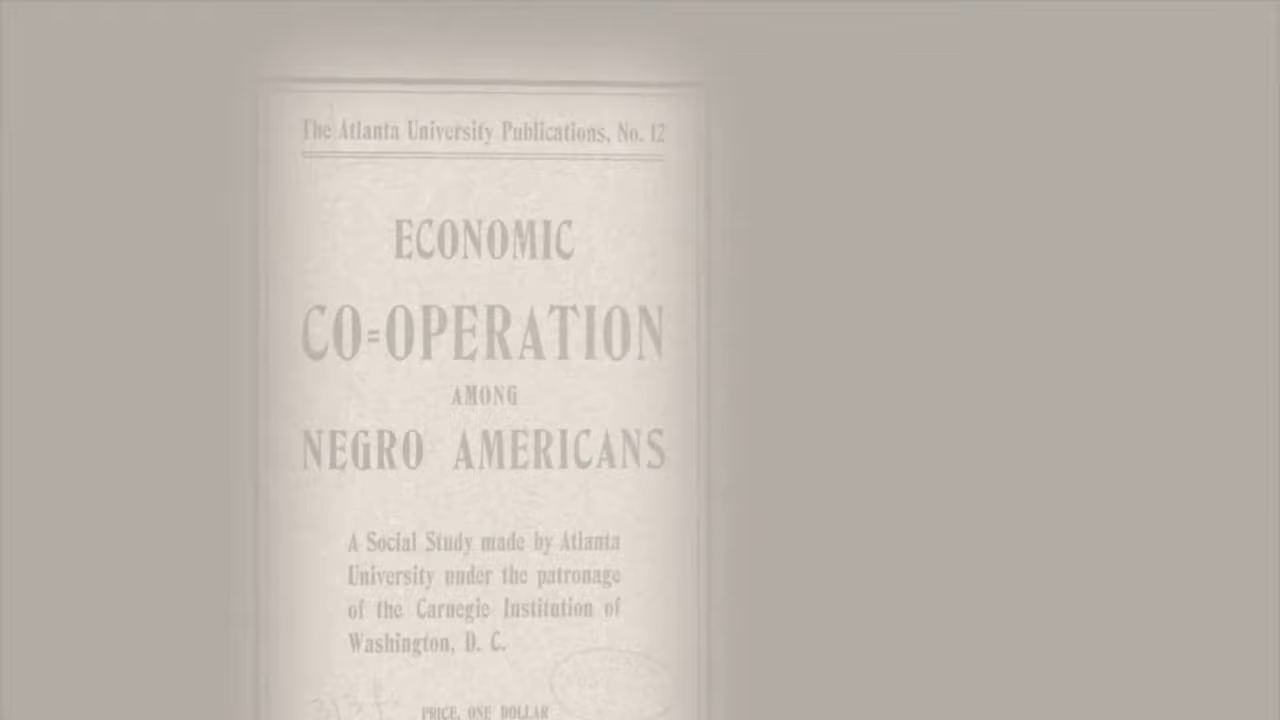 The Atlanta University Publications, No. 12
ECONOMIC
CO=OPERATION
AMONG
NEGRO AMERICANS
A Social Study made by Atlanta
University under the patronage
of the Carnegie Institution of
Washington, D. C.
PRICE, ONE DOLLAR